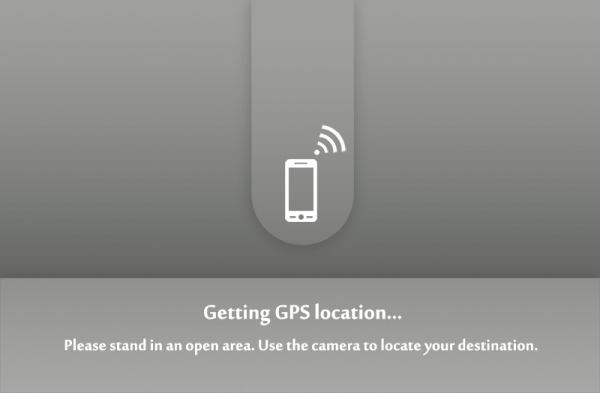 Getting GPS location...
Please stand in an open area. Use the camera to locate your destination.